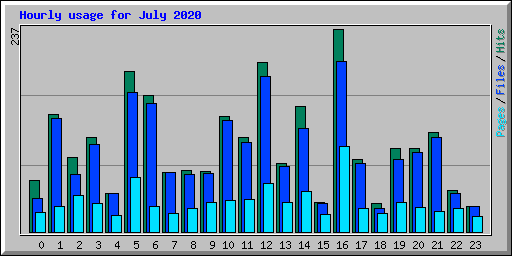 Hourly usage for July 2020
237
Pages / Files / Hits
0 1 2 3 4 5 6 7 8 9 10 11 12 13 14 15 16 17 18 19 20 21 22 23